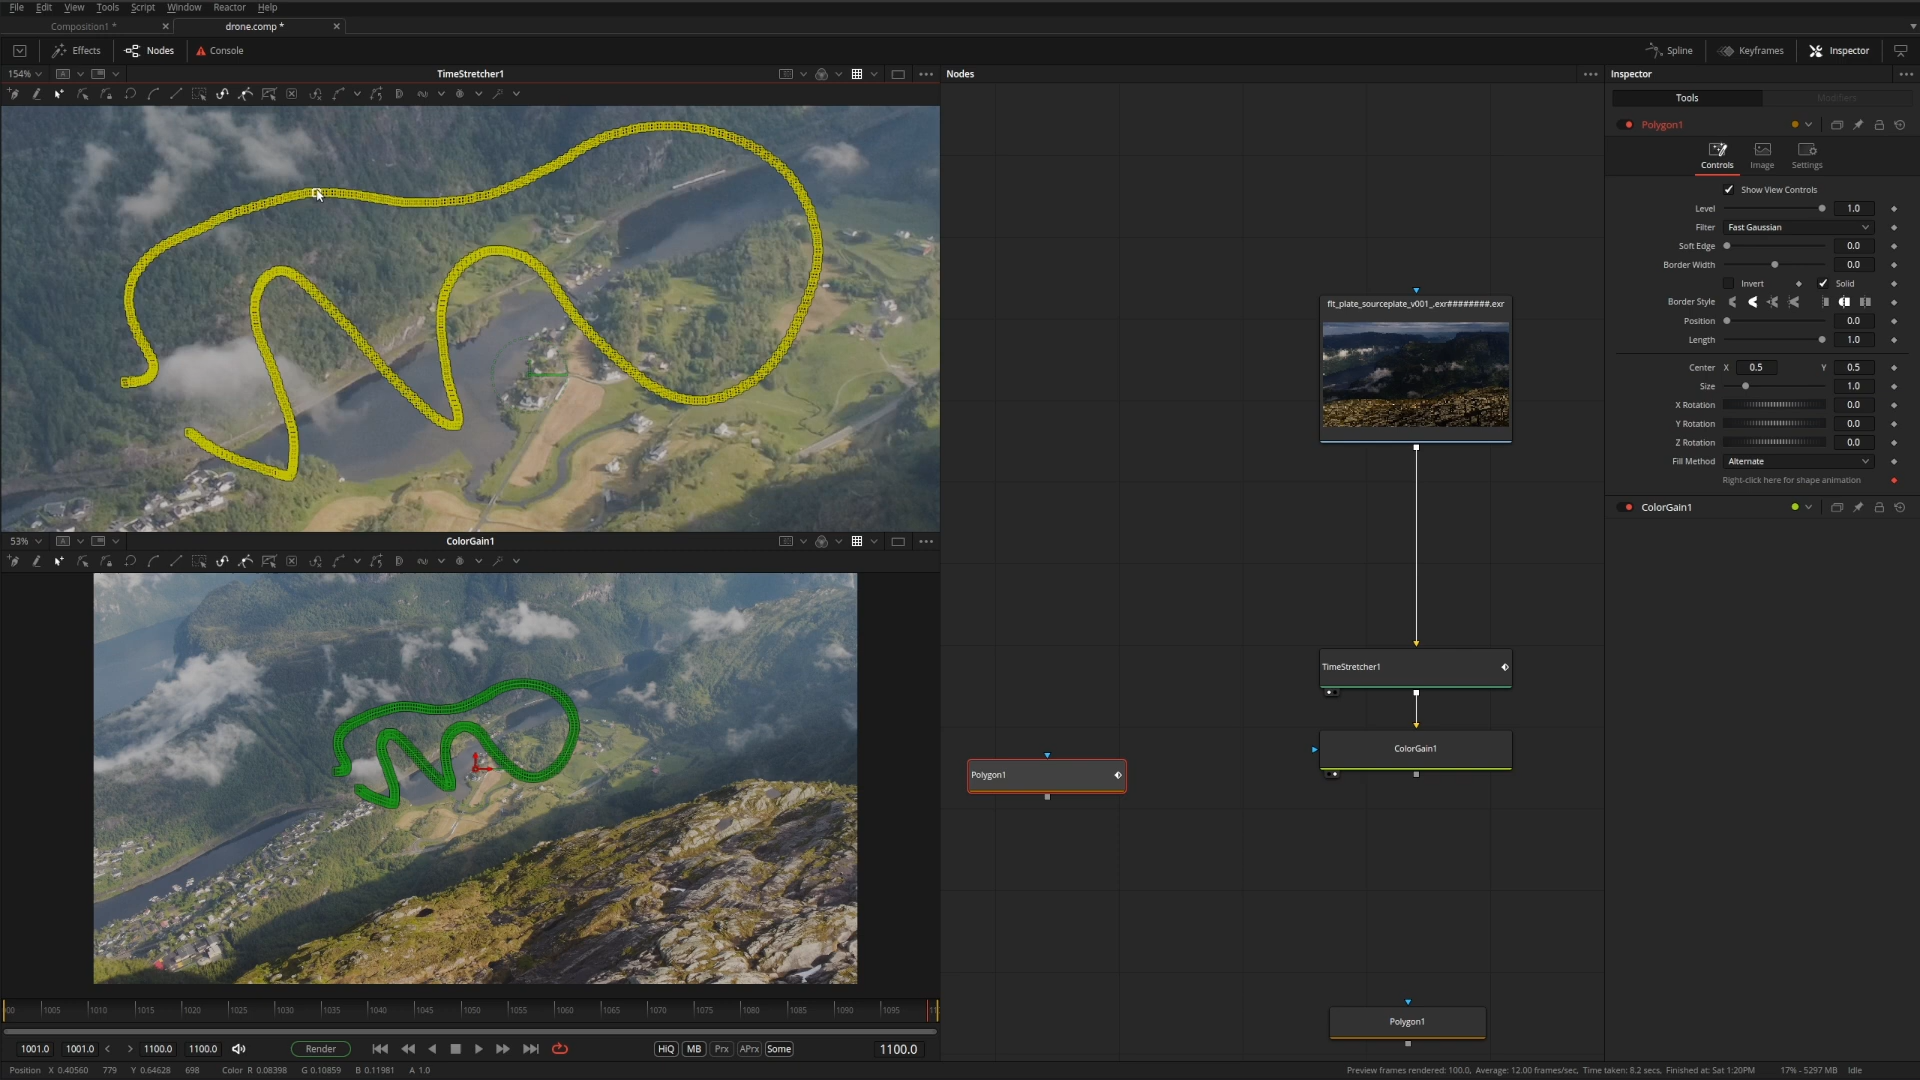 File Edit View Tools Script Window Reactor Help
Composition1 *
drone.comp *
Effects Nodes Console
Spline Keyframes Inspector
154% TimeStretcher1
Nodes
Inspector
Tools Modifiers
Polygon1
Controls Image Settings
Show View Controls
Level 1.0
Filter Fast Gaussian
Soft Edge 0.0
Border Width 0.0
Invert Solid
Border Style
Position 0.0
Length 1.0
Center X 0.5 Y 0.5
Size 1.0
X Rotation 0.0
Y Rotation 0.0
Z Rotation 0.0
Fill Method Alternate
Right-click here for shape animation
ColorGain1
flt_plate_sourceplate_v001_.exr########.exr
TimeStretcher1
ColorGain1
Polygon1
Polygon1
53% ColorGain1
1005 1010 1015 1020 1025 1030 1035 1040 1045 1050 1055 1060 1065 1070 1075 1080 1085 1090 1095
1001.0 1001.0 1100.0 1100.0 Render HiQ MB Prx APrx Some 1100.0
Position X 0.40560 779 Y 0.64628 698 Color R 0.08398 G 0.10859 B 0.11981 A 1.0
Preview frames rendered: 100.0, Average: 12.00 frames/sec, Time taken: 8.2 secs, Finished at: Sat 1:20PM 17% - 5297 MB Idle